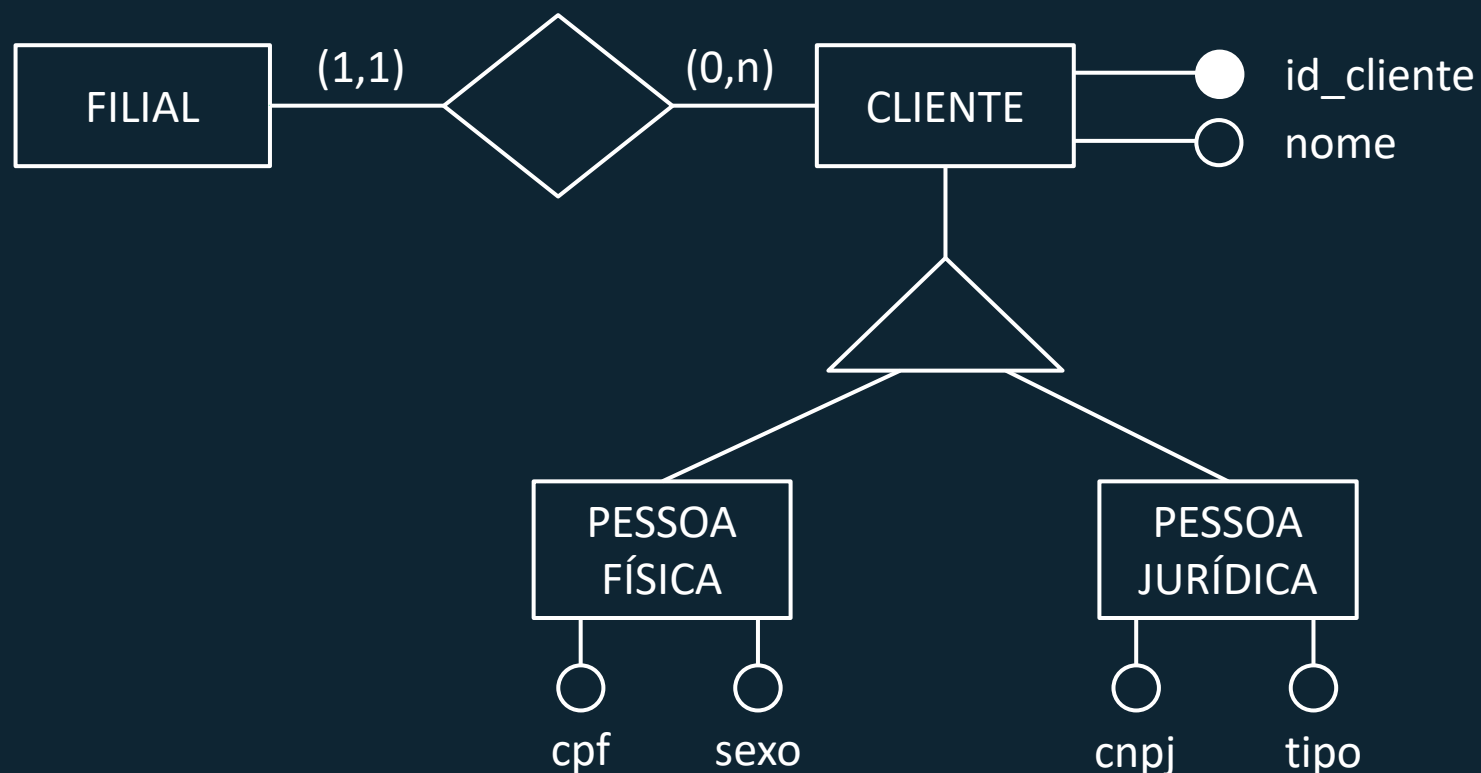 FILIAL
(1,1)
(0,n)
CLIENTE
id_cliente
nome
PESSOA
FÍSICA
PESSOA
JURÍDICA
cpf
sexo
cnpj
tipo